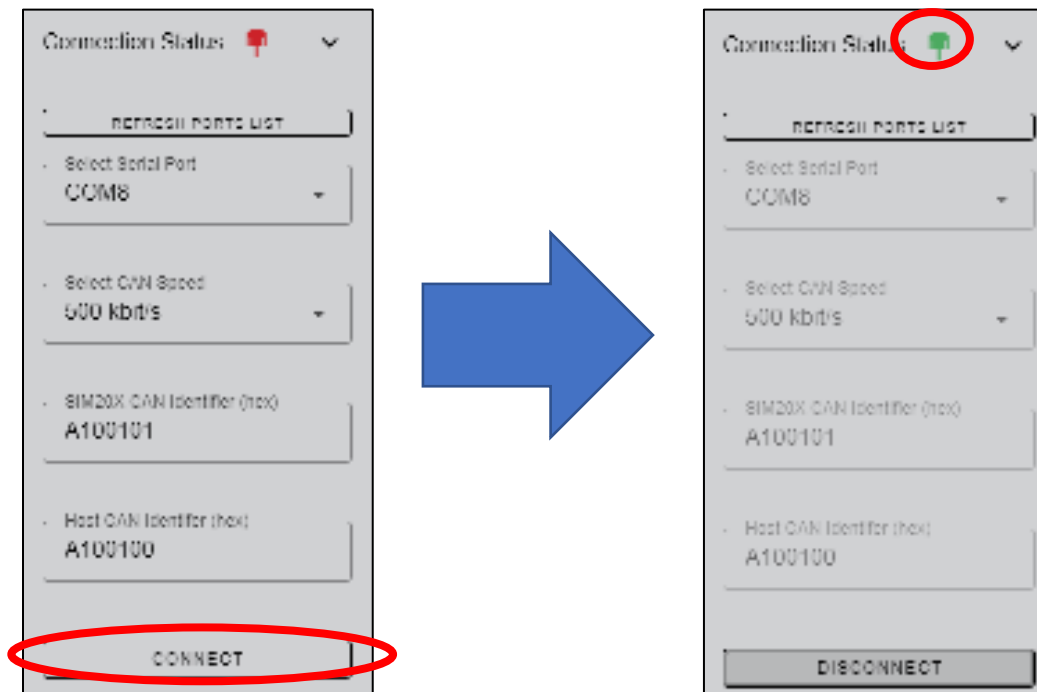 Connection Status
REFRESH PORTS LIST
Select Serial Port
COM8
Select CAN Speed
500 kbit/s
SIM20X CAN Identifier (hex)
A100101
Host CAN Identifer (hex)
A100100
CONNECT
Connection Status
REFRESH PORTS LIST
Select Serial Port
COM8
Select CAN Speed
500 kbit/s
SIM20X CAN Identifier (hex)
A100101
Host CAN Identifer (hex)
A100100
DISCONNECT